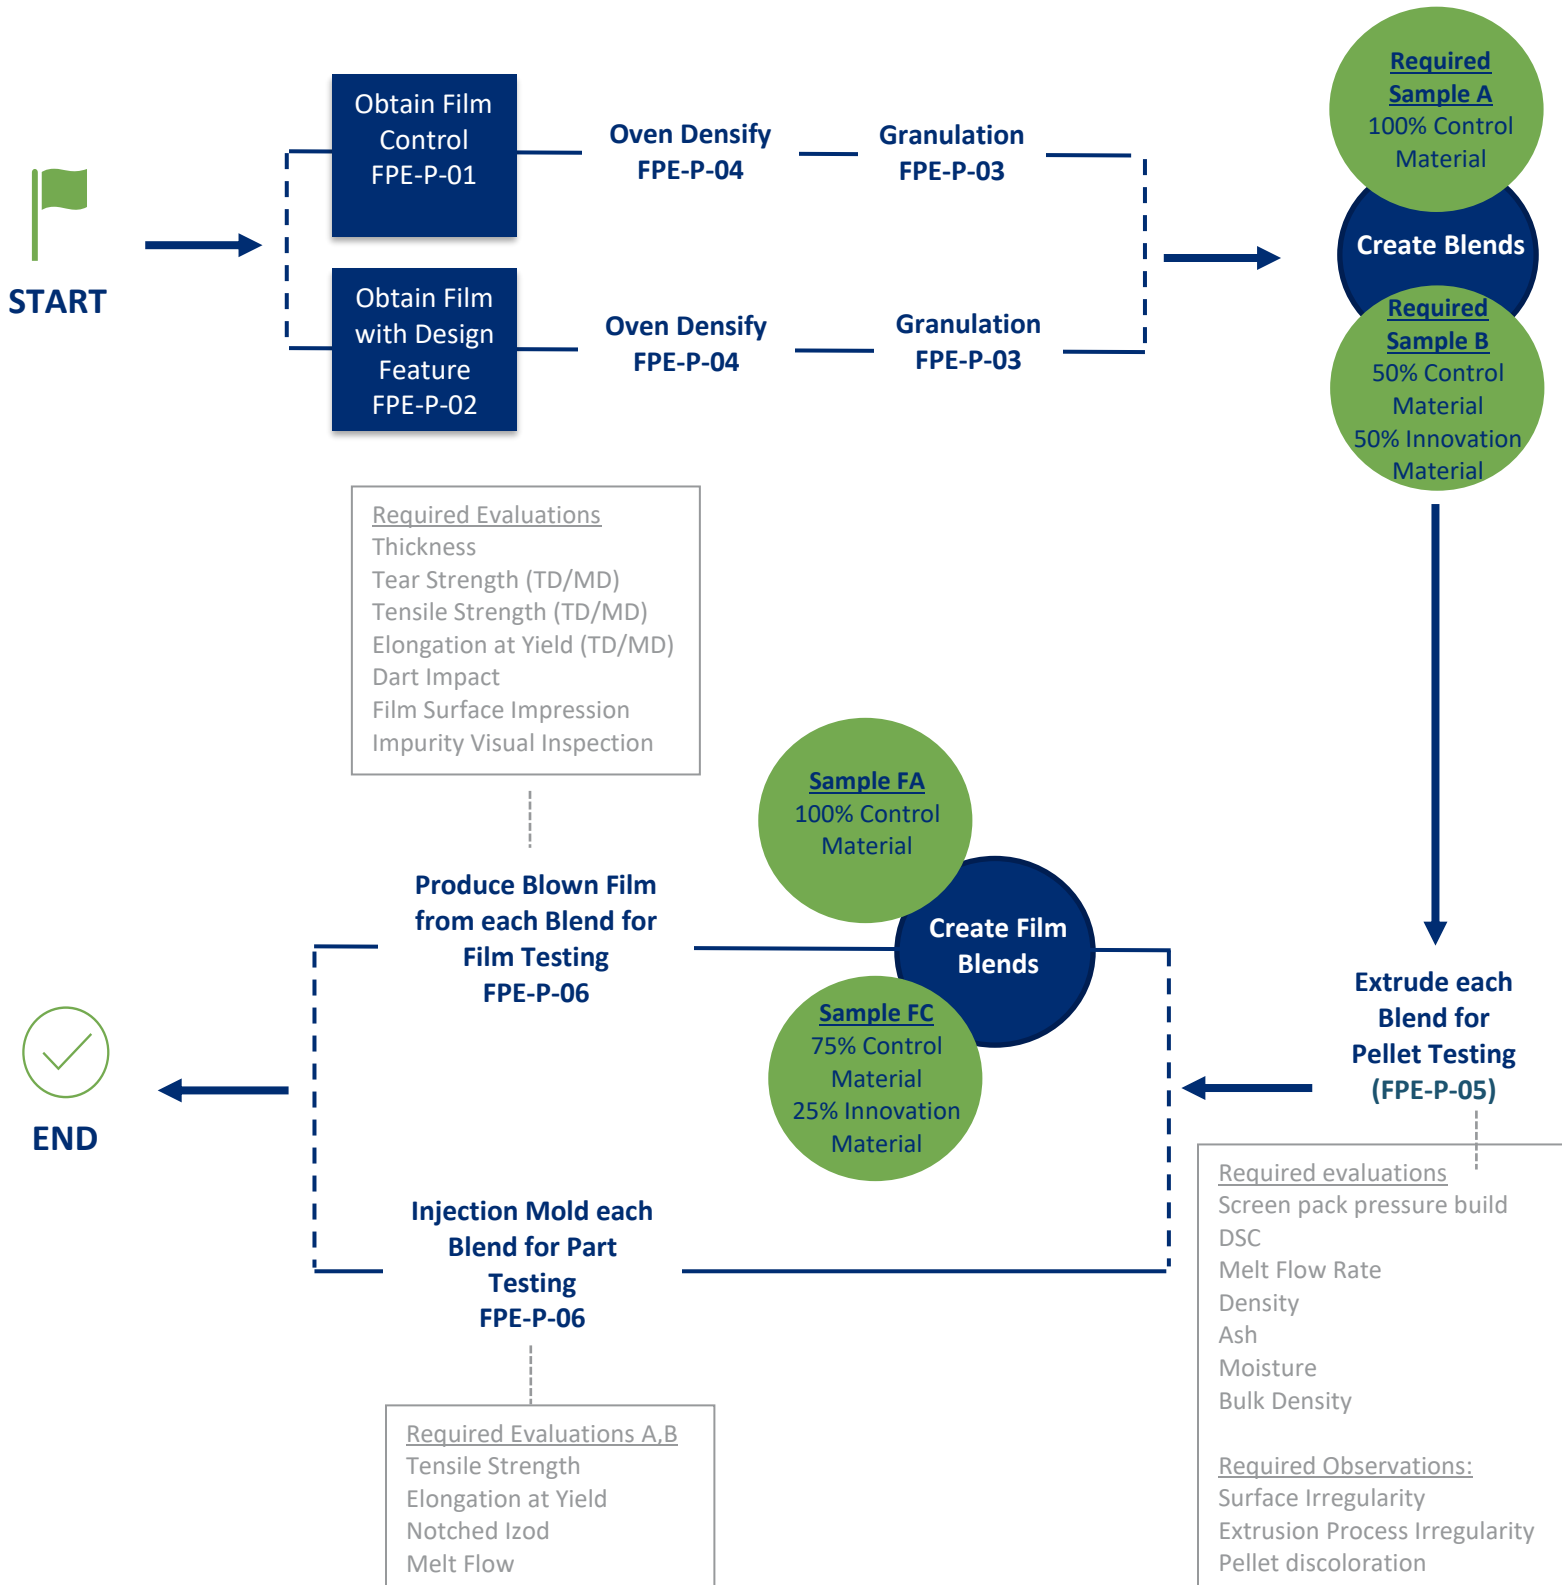 START
Obtain Film
Control
FPE-P-01
Oven Densify
FPE-P-04
Granulation
FPE-P-03
Obtain Film
with Design
Feature
FPE-P-02
Oven Densify
FPE-P-04
Granulation
FPE-P-03
Required
Sample A
100% Control
Material
Create Blends
Required
Sample B
50% Control
Material
50% Innovation
Material
Extrude each
Blend for
Pellet Testing
(FPE-P-05)
Required evaluations
Screen pack pressure build
DSC
Melt Flow Rate
Density
Ash
Moisture
Bulk Density
Required Observations:
Surface Irregularity
Extrusion Process Irregularity
Pellet discoloration
Sample FA
100% Control
Material
Create Film
Blends
Sample FC
75% Control
Material
25% Innovation
Material
Required Evaluations
Thickness
Tear Strength (TD/MD)
Tensile Strength (TD/MD)
Elongation at Yield (TD/MD)
Dart Impact
Film Surface Impression
Impurity Visual Inspection
Produce Blown Film
from each Blend for
Film Testing
FPE-P-06
Injection Mold each
Blend for Part
Testing
FPE-P-06
Required Evaluations A,B
Tensile Strength
Elongation at Yield
Notched Izod
Melt Flow
END